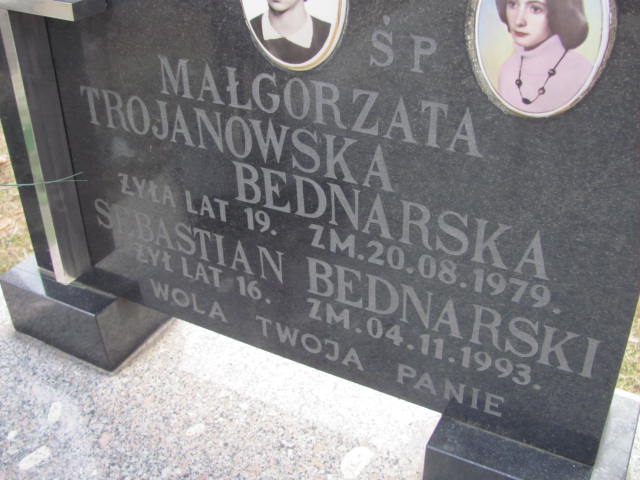 ŚP
MAŁGORZATA
TROJANOWSKA
BEDNARSKA
ŻYŁA LAT 19. ZM.20.08.1979.
SEBASTIAN BEDNARSKI
ŻYŁ LAT 16. ZM.04.11.1993.
WOLA TWOJA PANIE